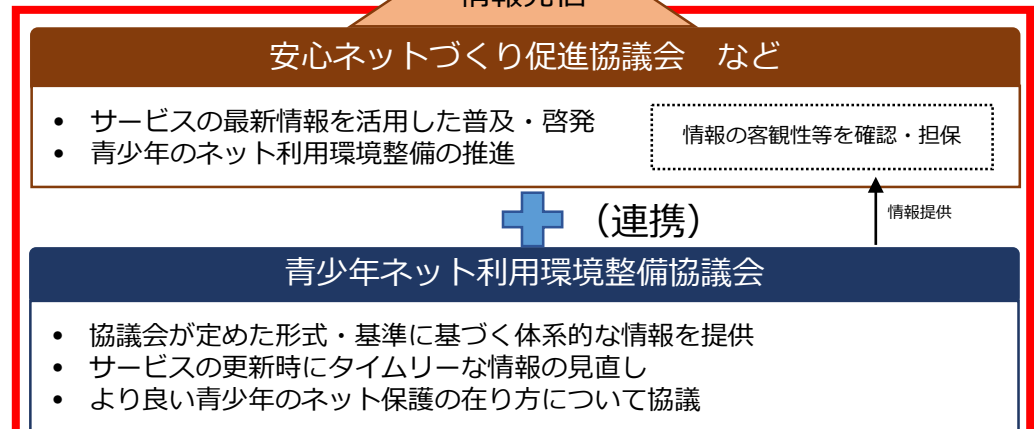 情報発信
安心ネットづくり促進協議会　など
• サービスの最新情報を活用した普及・啓発
• 青少年のネット利用環境整備の推進
情報の客観性等を確認・担保
情報提供
（連携）
青少年ネット利用環境整備協議会
• 協議会が定めた形式・基準に基づく体系的な情報を提供
• サービスの更新時にタイムリーな情報の見直し
• より良い青少年のネット保護の在り方について協議